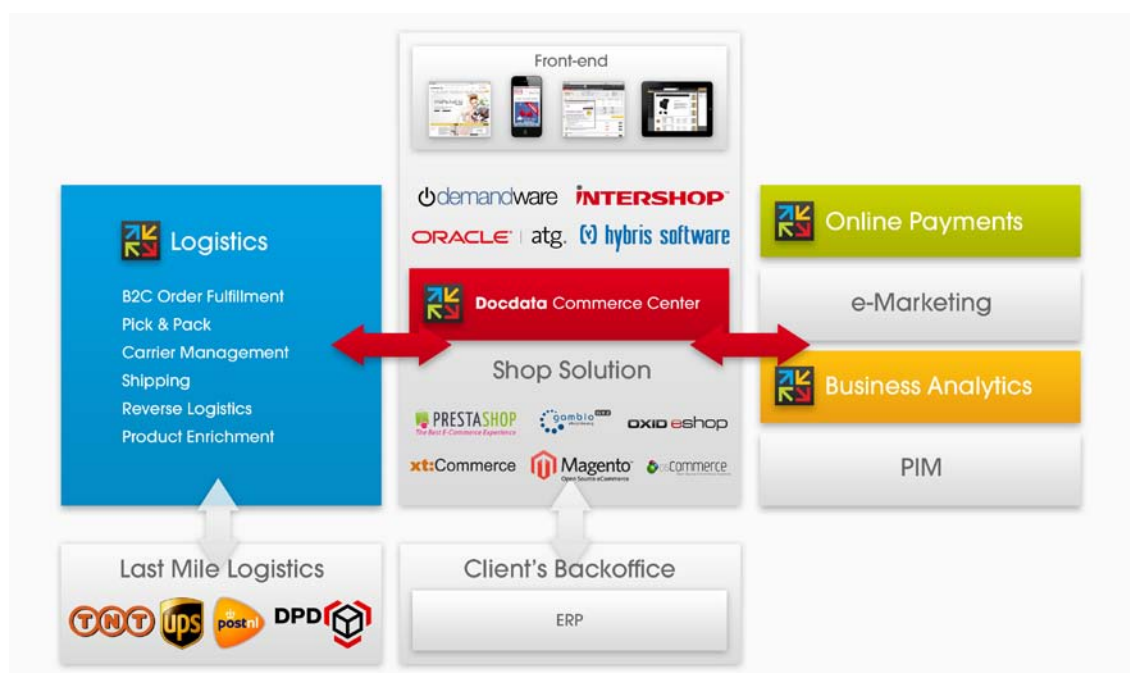 Front-end
demandware
INTERSHOP
ORACLE | atg.
hybris software
Docdata Commerce Center
Shop Solution
PRESTASHOP
The Best E-Commerce Experience
gambio
OXID eshop
xt:Commerce
Magento
Open Source eCommerce
oscommerce
Logistics
B2C Order Fulfillment
Pick & Pack
Carrier Management
Shipping
Reverse Logistics
Product Enrichment
Online Payments
e-Marketing
Business Analytics
PIM
Last Mile Logistics
TNT
ups
postnl
DPD
Client's Backoffice
ERP